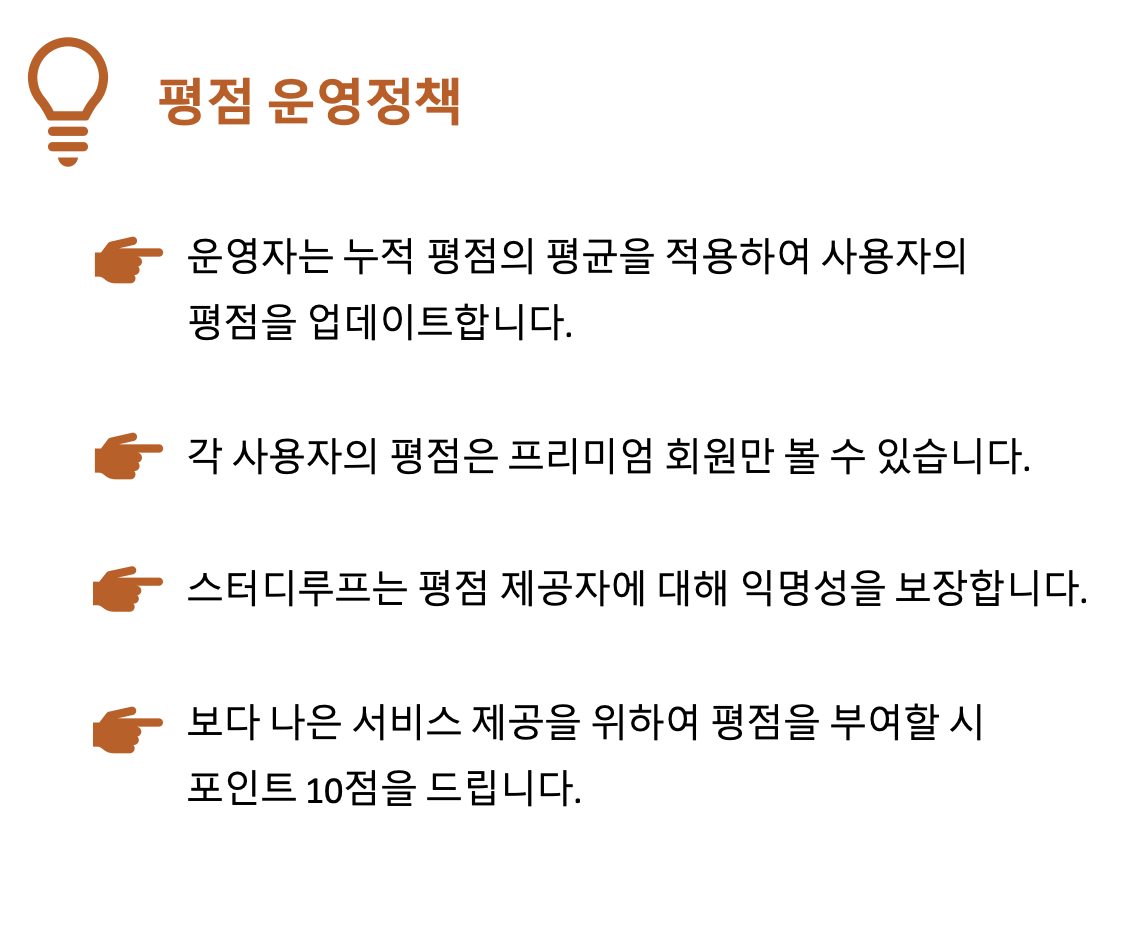 평점 운영정책
운영자는 누적 평점의 평균을 적용하여 사용자의
평점을 업데이트합니다.
각 사용자의 평점은 프리미엄 회원만 볼 수 있습니다.
스터디루프는 평점 제공자에 대해 익명성을 보장합니다.
보다 나은 서비스 제공을 위하여 평점을 부여할 시
포인트 10점을 드립니다.